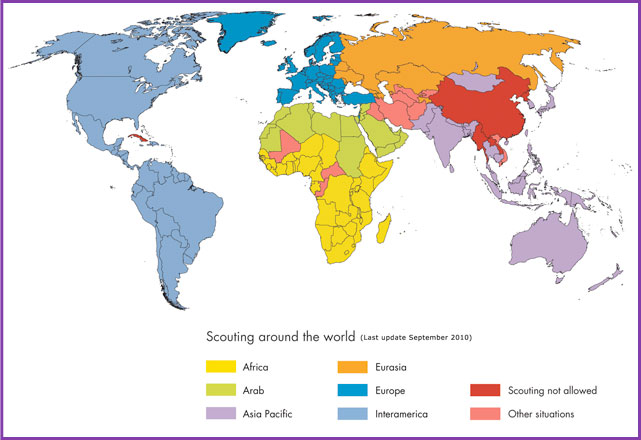 Scouting around the world (Last update September 2010)
Africa
Arab
Asia Pacific
Eurasia
Europe
Interamerica
Scouting not allowed
Other situations